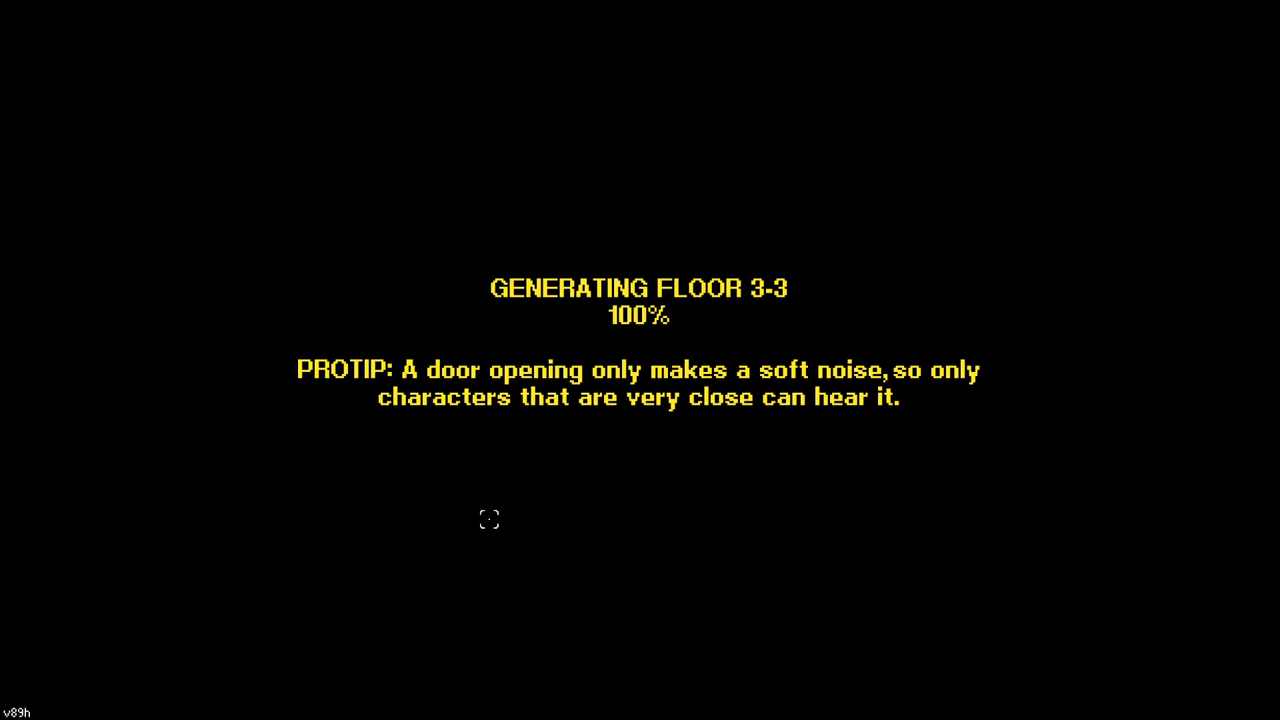 GENERATING FLOOR 3-3
100%
PROTIP: A door opening only makes a soft noise, so only
characters that are very close can hear it.
v89h